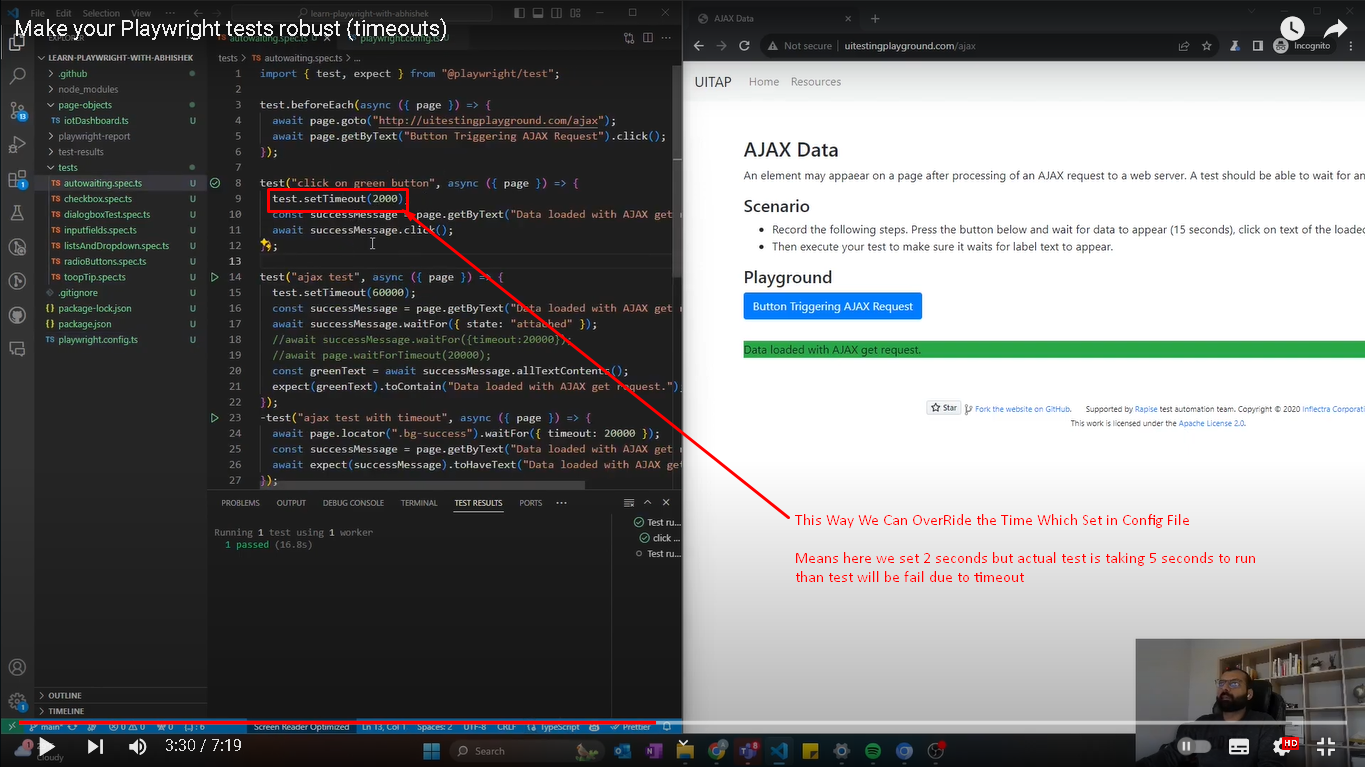 File Edit Selection View ··· learn-playwright-with-abhishek
Make your Playwright tests robust (timeouts)
autowaiting.spec.ts U playwright.config.ts U
LEARN-PLAYWRIGHT-WITH-ABHISHEK
.github
node_modules
page-objects
TS iotDashboard.ts U
playwright-report
test-results
tests
TS autowaiting.spec.ts U
TS checkbox.spec.ts U
TS dialogboxTest.spec.ts U
TS inputfields.spec.ts U
TS listsAndDropdown.spec.ts U
TS radioButtons.spec.ts U
TS toopTip.spec.ts U
.gitignore U
{} package-lock.json U
{} package.json U
TS playwright.config.ts U
OUTLINE
TIMELINE
13
1
1
tests > TS autowaiting.spec.ts > ...
1 import { test, expect } from "@playwright/test";
2
3 test.beforeEach(async ({ page }) => {
4 await page.goto("http://uitestingplayground.com/ajax");
5 await page.getByText("Button Triggering AJAX Request").click();
6 });
7
8 test("click on green button", async ({ page }) => {
9 test.setTimeout(2000)
10 const successMessage = page.getByText("Data loaded with AJAX get r
11 await successMessage.click();
12 });
13
14 test("ajax test", async ({ page }) => {
15 test.setTimeout(60000);
16 const successMessage = page.getByText("Data loaded with AJAX get r
17 await successMessage.waitFor({ state: "attached" });
18 //await successMessage.waitFor({timeout:20000});
19 //await page.waitForTimeout(20000);
20 const greenText = await successMessage.allTextContents();
21 expect(greenText).toContain("Data loaded with AJAX get request.");
22 });
23 -test("ajax test with timeout", async ({ page }) => {
24 await page.locator(".bg-success").waitFor({ timeout: 20000 });
25 const successMessage = page.getByText("Data loaded with AJAX get r
26 await expect(successMessage).toHaveText("Data loaded with AJAX ge
27 });
PROBLEMS OUTPUT DEBUG CONSOLE TERMINAL TEST RESULTS PORTS ···
Running 1 test using 1 worker
1 passed (16.8s)
Test ru...
click ...
Test ru...
main* 0 0 0 Screen Reader Optimized Ln 13, Col 1 Spaces: 2 UTF-8 CRLF {} TypeScript Prettier
AJAX Data
Not secure uitestingplayground.com/ajax Incognito
UITAP Home Resources
AJAX Data
An element may appeaear on a page after processing of an AJAX request to a web server. A test should be able to wait for an
Scenario
• Record the following steps. Press the button below and wait for data to appear (15 seconds), click on text of the loaded
• Then execute your test to make sure it waits for label text to appear.
Playground
Button Triggering AJAX Request
Data loaded with AJAX get request.
Star Fork the website on GitHub. Supported by Rapise test automation team. Copyright © 2020 Inflectra Corporatio
This work is licensed under the Apache License 2.0.
This Way We Can OverRide the Time Which Set in Config File
Means here we set 2 seconds but actual test is taking 5 seconds to run
than test will be fail due to timeout
3:30 / 7:19
Cloudy
Search
HD